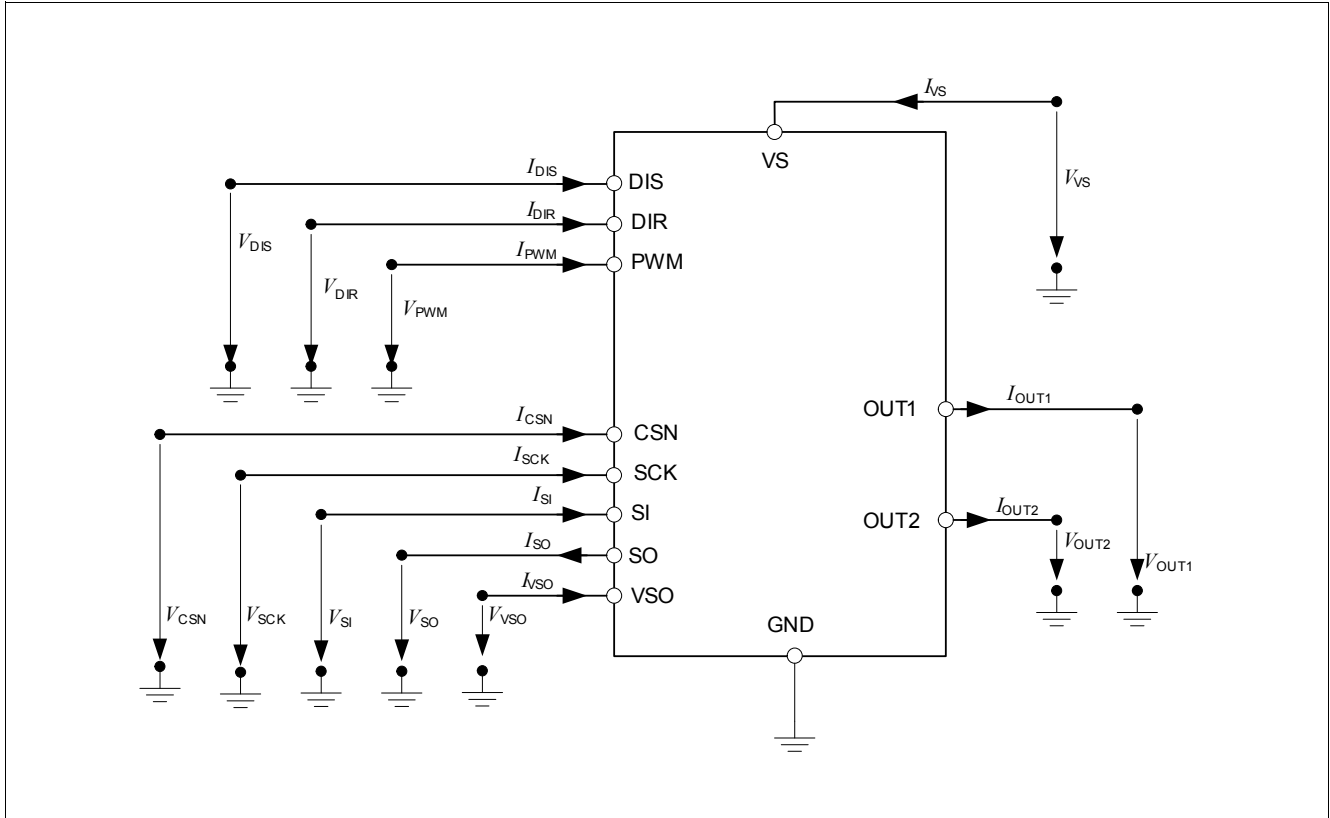 I_VS
VS
V_VS
I_DIS
DIS
I_DIR
DIR
V_DIS
I_PWM
PWM
V_DIR
V_PWM
I_CSN
CSN
I_SCK
SCK
I_SI
SI
I_SO
SO
I_VSO
VSO
V_CSN
V_SCK
V_SI
V_SO
V_VSO
OUT1
I_OUT1
OUT2
I_OUT2
V_OUT2
V_OUT1
GND